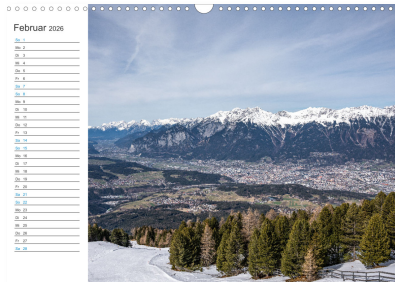 Februar 2026
So 1
Mo 2
Di 3
Mi 4
Do 5
Fr 6
Sa 7
So 8
Mo 9
Di 10
Mi 11
Do 12
Fr 13
Sa 14
So 15
Mo 16
Di 17
Mi 18
Do 19
Fr 20
Sa 21
So 22
Mo 23
Di 24
Mi 25
Do 26
Fr 27
Sa 28